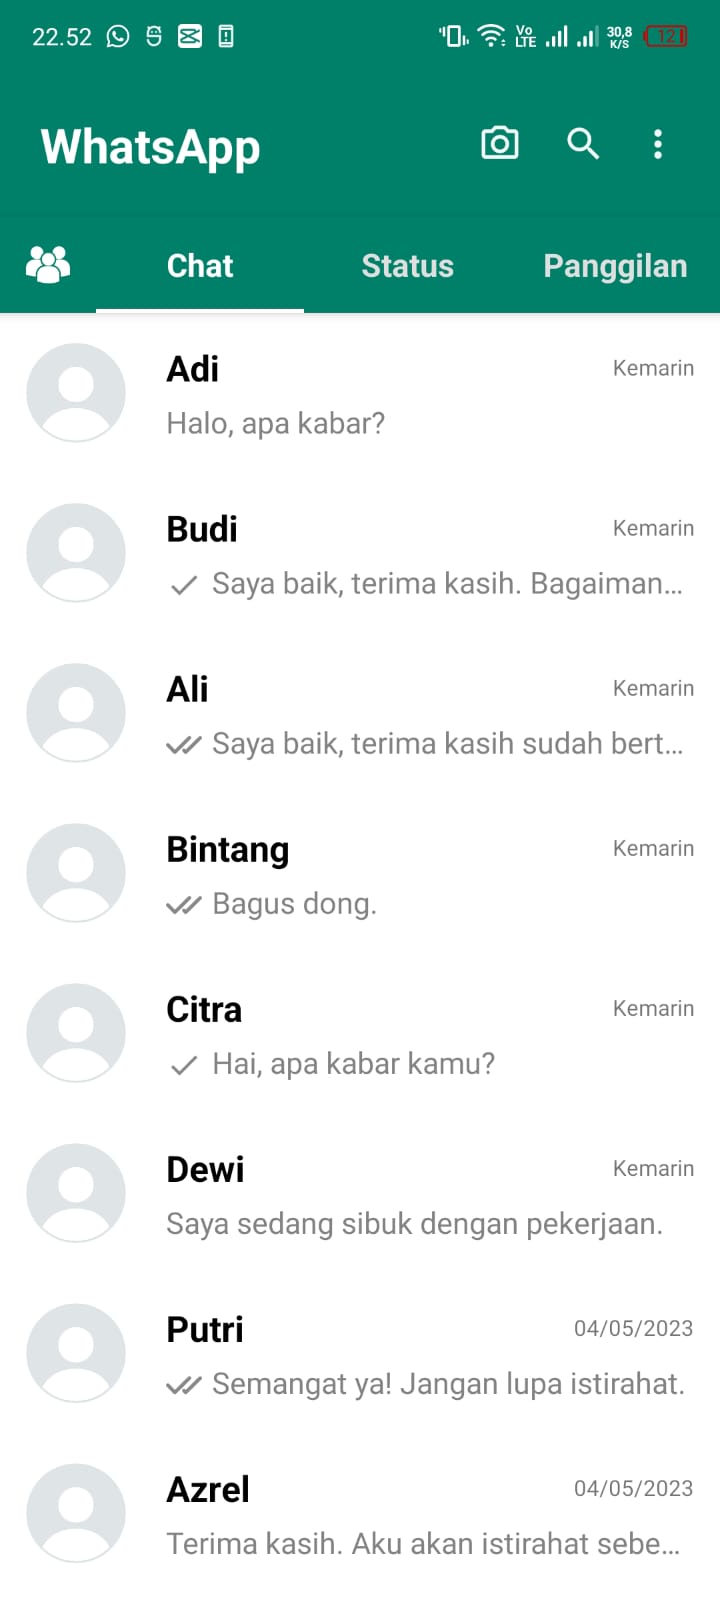 22.52
Vo LTE
30,8 K/S
12
WhatsApp
Chat Status Panggilan
Adi Kemarin
Halo, apa kabar?
Budi Kemarin
Saya baik, terima kasih. Bagaiman...
Ali Kemarin
Saya baik, terima kasih sudah bert...
Bintang Kemarin
Bagus dong.
Citra Kemarin
Hai, apa kabar kamu?
Dewi Kemarin
Saya sedang sibuk dengan pekerjaan.
Putri 04/05/2023
Semangat ya! Jangan lupa istirahat.
Azrel 04/05/2023
Terima kasih. Aku akan istirahat sebe...